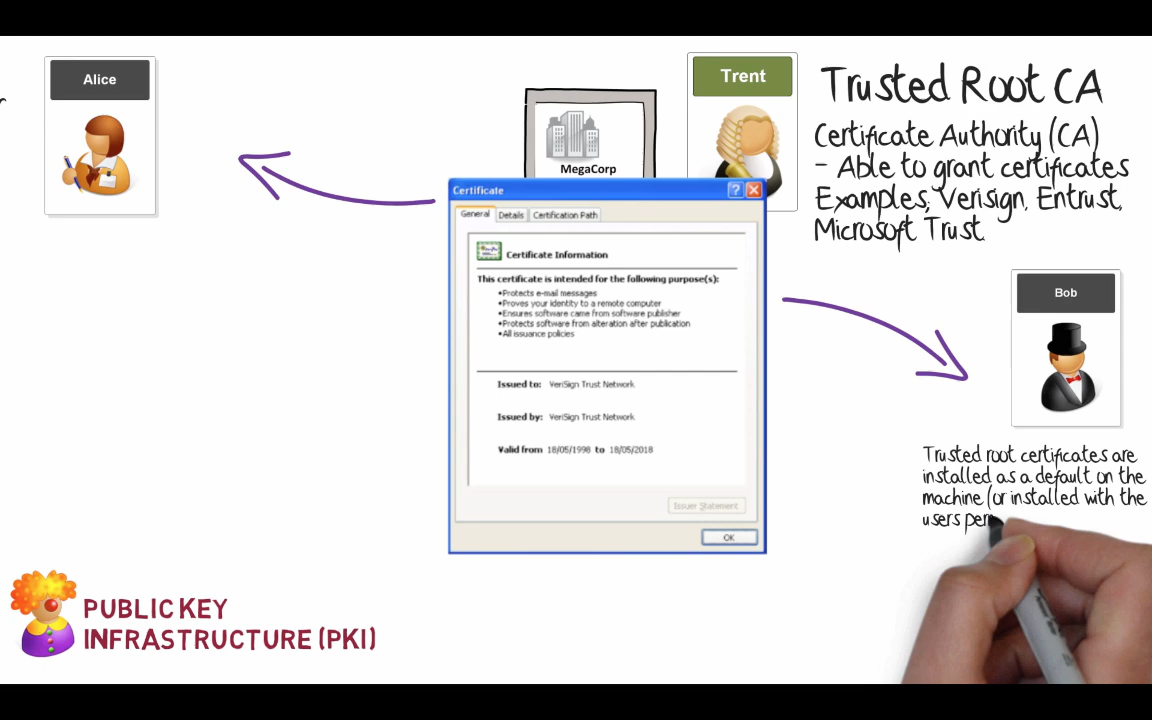 Alice
MegaCorp
Trent
Trusted Root CA
Certificate Authority (CA)
- Able to grant certificates
Examples; Verisign, Entrust,
Microsoft Trust.
Certificate
General Details Certification Path
Certificate Information
This certificate is intended for the following purpose(s):
•Protects e-mail messages
•Proves your identity to a remote computer
•Ensures software came from software publisher
•Protects software from alteration after publication
•All issuance policies
Issued to: VeriSign Trust Network
Issued by: VeriSign Trust Network
Valid from 18/05/1998 to 18/05/2018
Issuer Statement
OK
Bob
Trusted root certificates are
installed as a default on the
machine (or installed with the
users per
PUBLIC KEY
INFRASTRUCTURE (PKI)